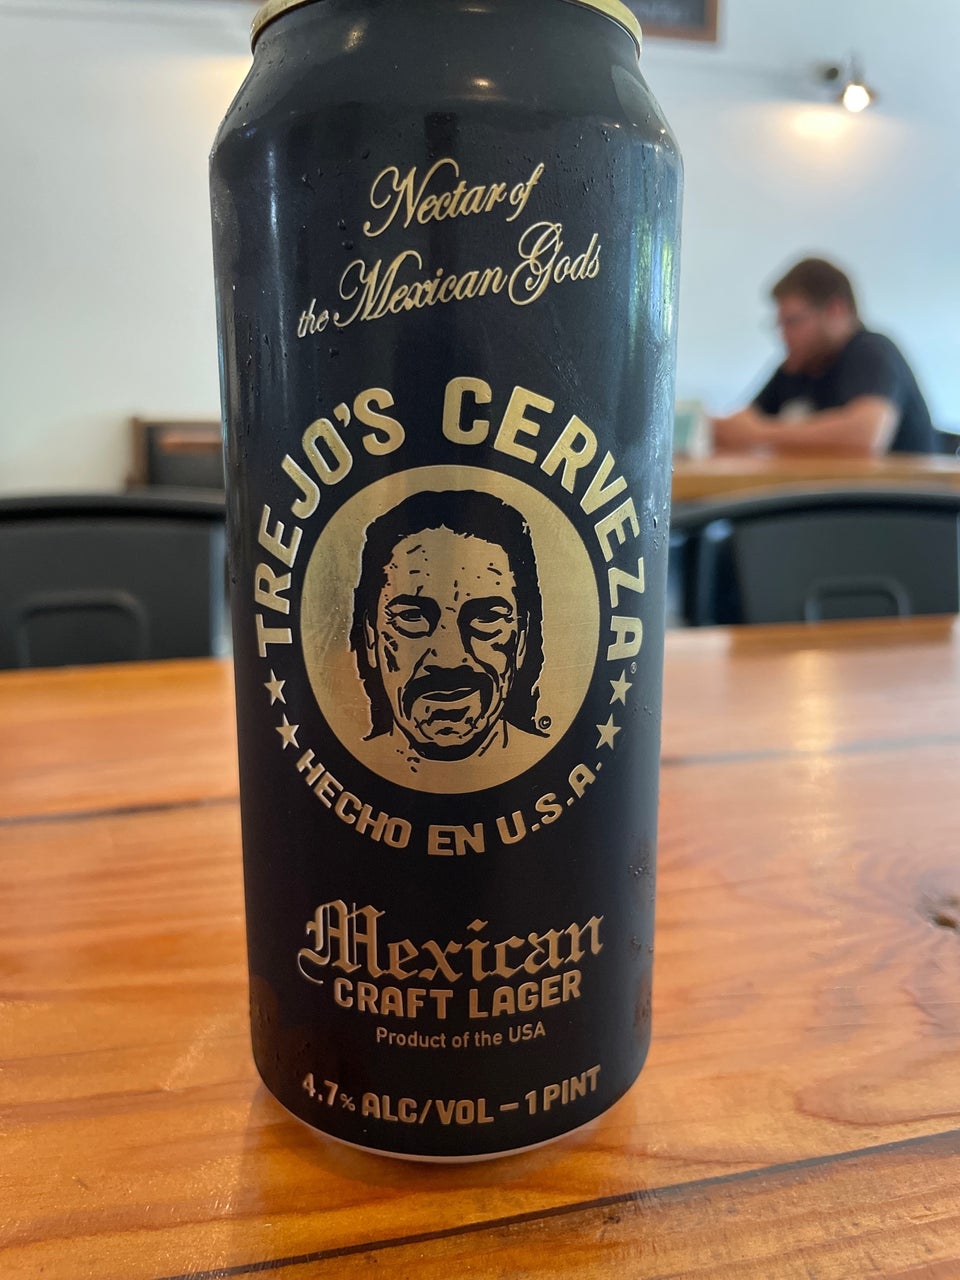 Nectar of
the Mexican Gods
TREJO'S CERVEZA®
©
HECHO EN U.S.A.
Mexican
CRAFT LAGER
Product of the USA
4.7% ALC/VOL – 1 PINT